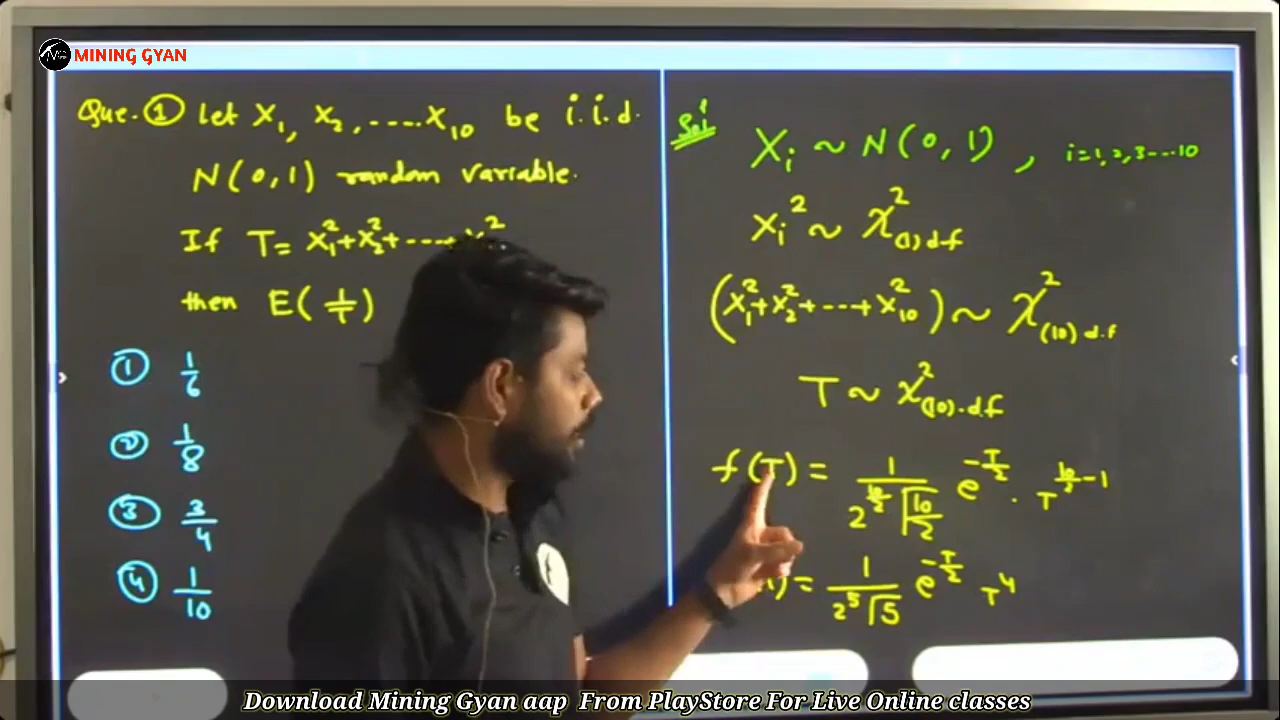 MINING GYAN
Que. ① Let X₁, X₂, ..... X₁₀ be i.i.d.
N(0,1) random variable.
If T= X₁²+X₂²+ ....+
then E(1/T)
① 1/6
② 1/8
③ 3/4
④ 1/10
Sol
Xᵢ ~ N(0,1), i=1,2,3....10
Xᵢ² ~ χ²(1)d.f
(X₁²+X₂²+ ...+ X₁₀²) ~ χ²(10)d.f
T ~ χ²(10).d.f
f(T) = 1/(2^(10/2) Γ(10/2)) e^(-T/2) . T^(10/2 -1)
= 1/(2⁵ Γ5) e^(-T/2) T⁴
Download Mining Gyan aap From PlayStore For Live Online classes